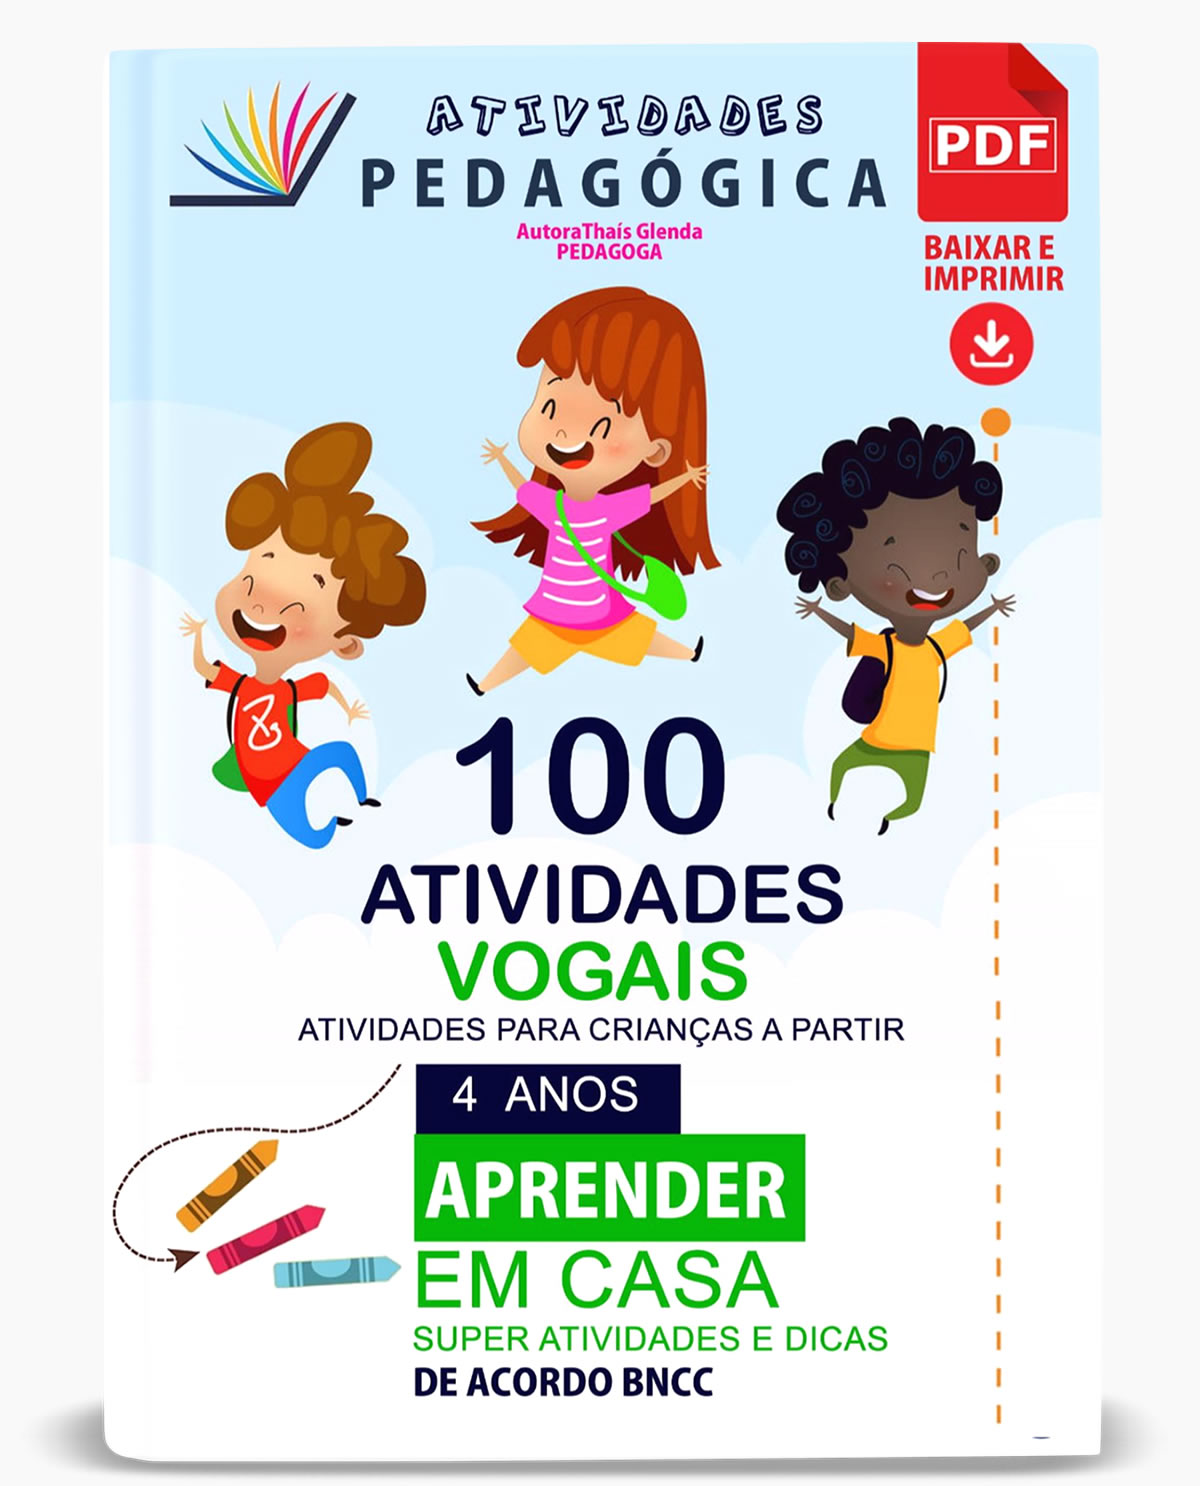 ATIVIDADES
PEDAGÓGICA
AutoraThaís Glenda
PEDAGOGA
PDF
BAIXAR E
IMPRIMIR
100
ATIVIDADES
VOGAIS
ATIVIDADES PARA CRIANÇAS A PARTIR
4 ANOS
APRENDER
EM CASA
SUPER ATIVIDADES E DICAS
DE ACORDO BNCC